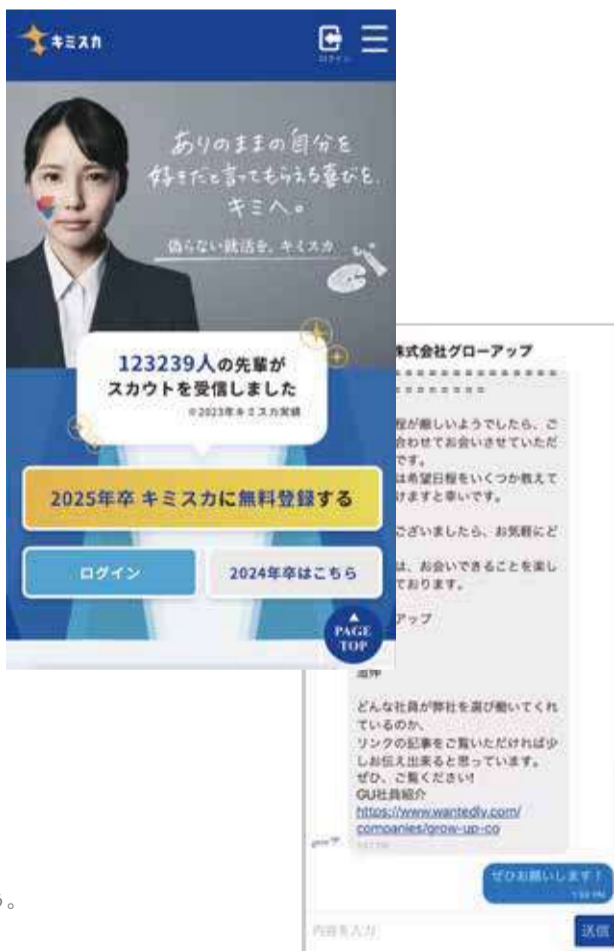 キミスカ
ログイン
ありのままの自分を
好きだと言ってもらえる喜びを、
キミへ。
偽らない就活を、キミスカ
123239人の先輩が
スカウトを受信しました
※2023年キミスカ実績
2025年卒 キミスカに無料登録する
ログイン
2024年卒はこちら
PAGE
TOP
株式会社グローアップ
程が厳しいようでしたら、ご
合わせてお会いさせていただ
です。
は希望日程をいくつか教えて
けますと幸いです。
ございましたら、お気軽にど
は、お会いできることを楽し
ております。
アップ
どんな社員が弊社を選び働いてくれ
ているのか、
リンクの記事をご覧いただければ少
しお伝え出来ると思っています。
ぜひ、ご覧ください!
GU社員紹介
https://www.wantedly.com/
companies/grow-up-co
ぜひお願いします!
内容を入力
送信
。